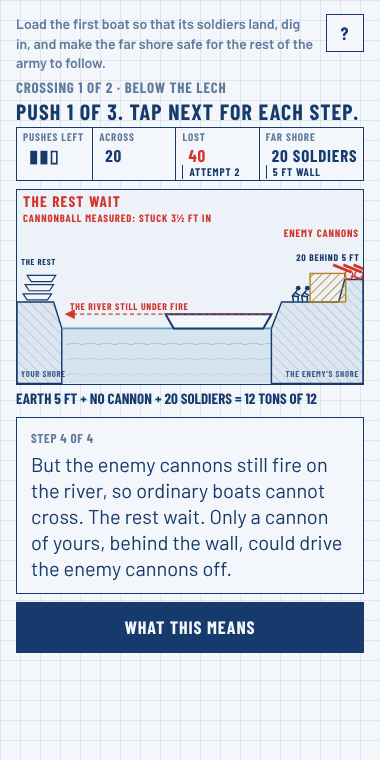 Load the first boat so that its soldiers land, dig
in, and make the far shore safe for the rest of the
army to follow.
?
CROSSING 1 OF 2 · BELOW THE LECH
PUSH 1 OF 3. TAP NEXT FOR EACH STEP.
PUSHES LEFT
ACROSS
20
LOST
40
ATTEMPT 2
FAR SHORE
20 SOLDIERS
5 FT WALL
THE REST WAIT
CANNONBALL MEASURED: STUCK 3½ FT IN
ENEMY CANNONS
20 BEHIND 5 FT
THE REST
THE RIVER STILL UNDER FIRE
YOUR SHORE
THE ENEMY'S SHORE
EARTH 5 FT + NO CANNON + 20 SOLDIERS = 12 TONS OF 12
STEP 4 OF 4
But the enemy cannons still fire on
the river, so ordinary boats cannot
cross. The rest wait. Only a cannon
of yours, behind the wall, could drive
the enemy cannons off.
WHAT THIS MEANS